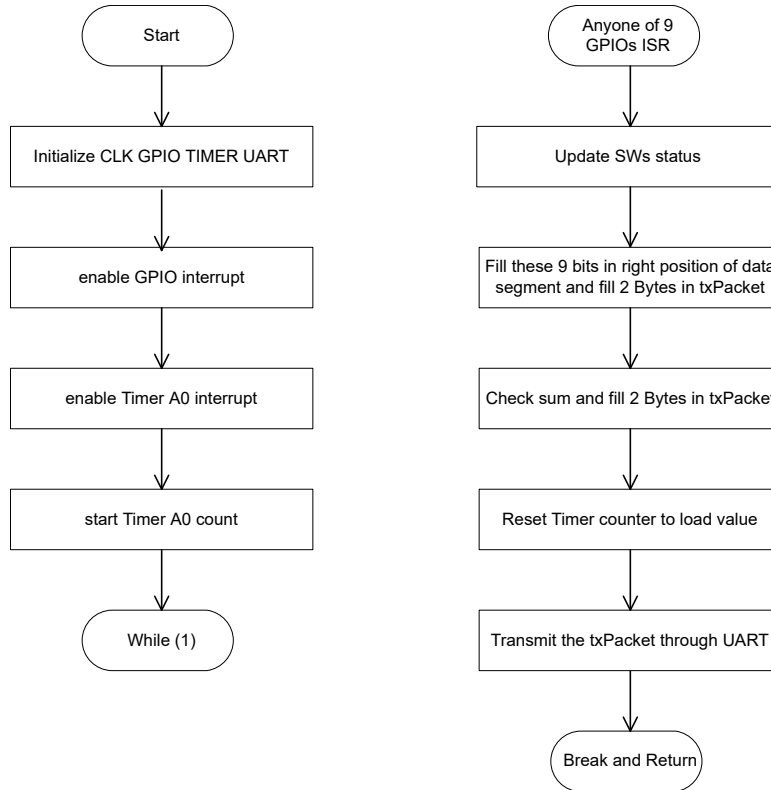 Start
Initialize CLK GPIO TIMER UART
enable GPIO interrupt
enable Timer A0 interrupt
start Timer A0 count
While (1)
Anyone of 9
GPIOs ISR
Update SWs status
Fill these 9 bits in right position of data
segment and fill 2 Bytes in txPacket
Check sum and fill 2 Bytes in txPacket
Reset Timer counter to load value
Transmit the txPacket through UART
Break and Return